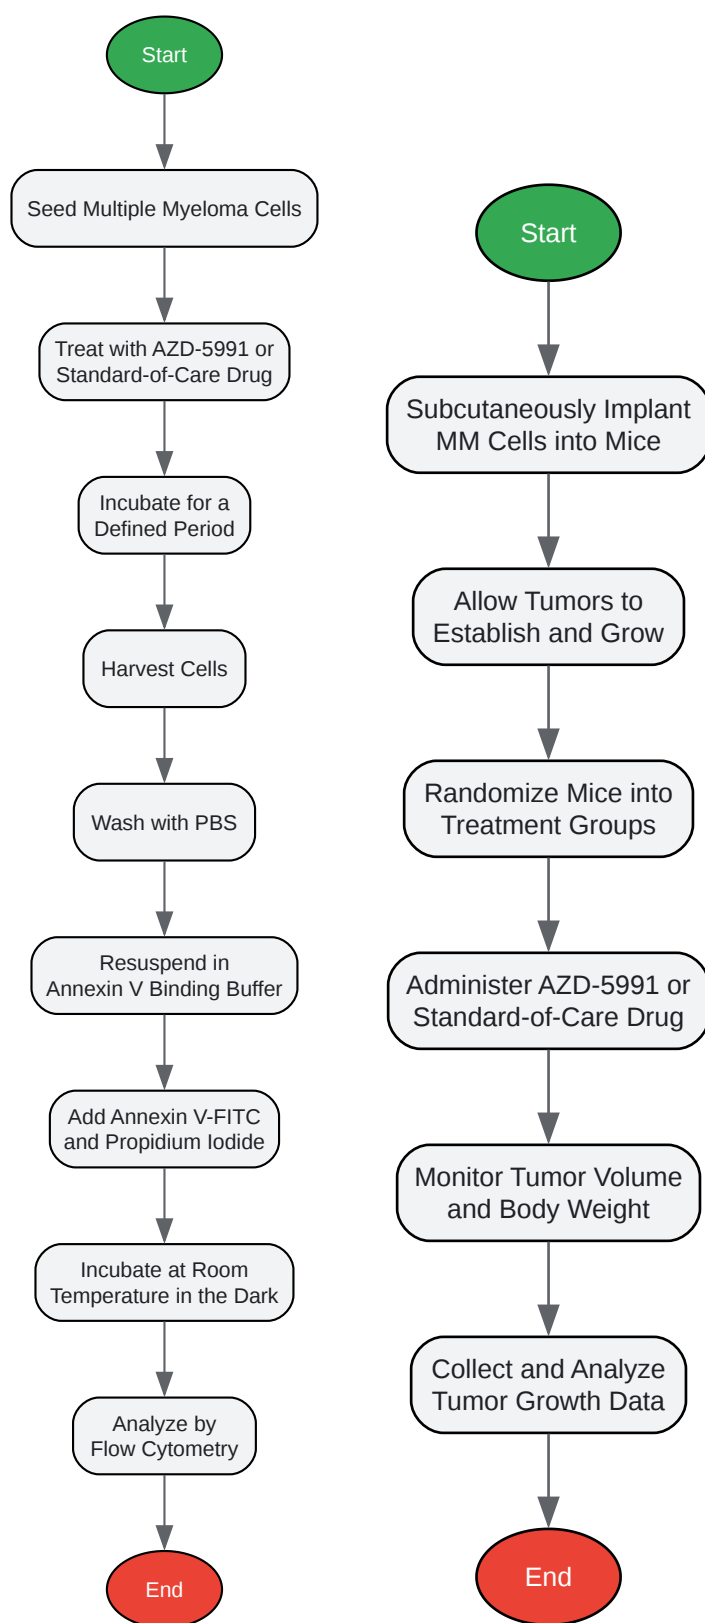 Start
Seed Multiple Myeloma Cells
Treat with AZD-5991 or
Standard-of-Care Drug
Incubate for a
Defined Period
Harvest Cells
Wash with PBS
Resuspend in
Annexin V Binding Buffer
Add Annexin V-FITC
and Propidium Iodide
Incubate at Room
Temperature in the Dark
Analyze by
Flow Cytometry
End
Start
Subcutaneously Implant
MM Cells into Mice
Allow Tumors to
Establish and Grow
Randomize Mice into
Treatment Groups
Administer AZD-5991 or
Standard-of-Care Drug
Monitor Tumor Volume
and Body Weight
Collect and Analyze
Tumor Growth Data
End